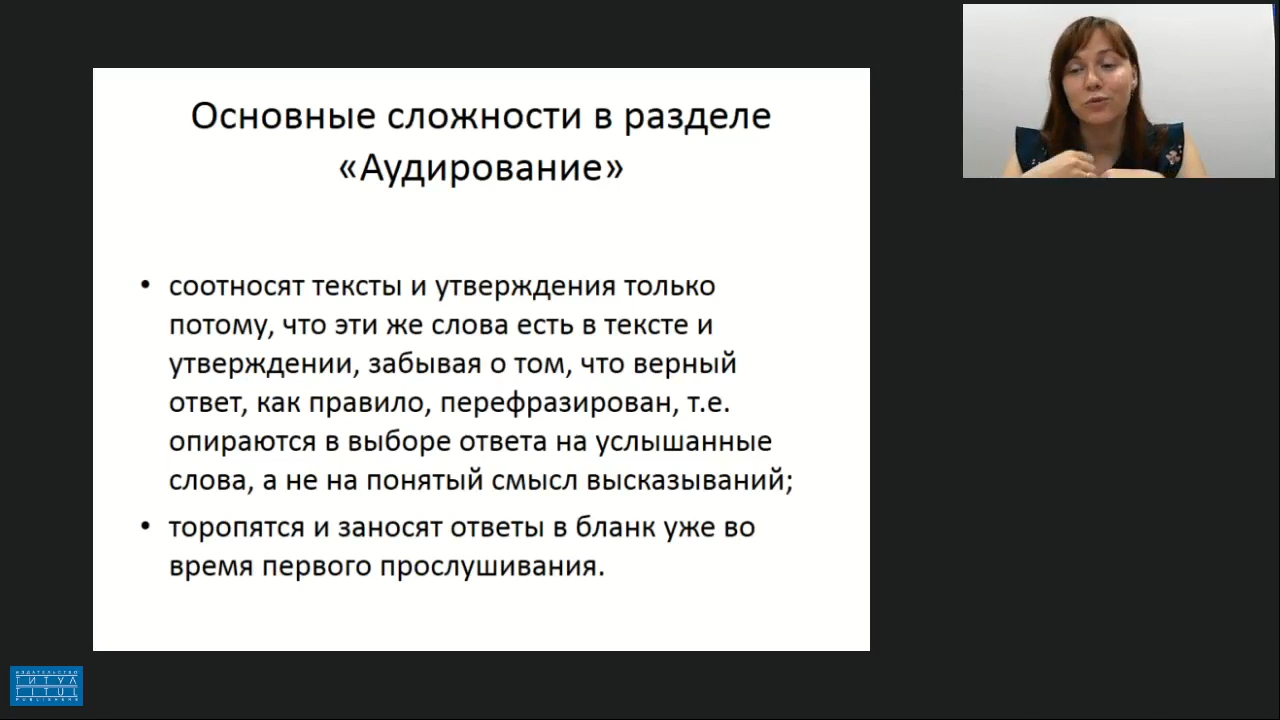 Основные сложности в разделе
«Аудирование»
• соотносят тексты и утверждения только
потому, что эти же слова есть в тексте и
утверждении, забывая о том, что верный
ответ, как правило, перефразирован, т.е.
опираются в выборе ответа на услышанные
слова, а не на понятый смысл высказываний;
• торопятся и заносят ответы в бланк уже во
время первого прослушивания.
ИЗДАТЕЛЬСТВО
ТИТУЛ
TITUL
PUBLISHERS